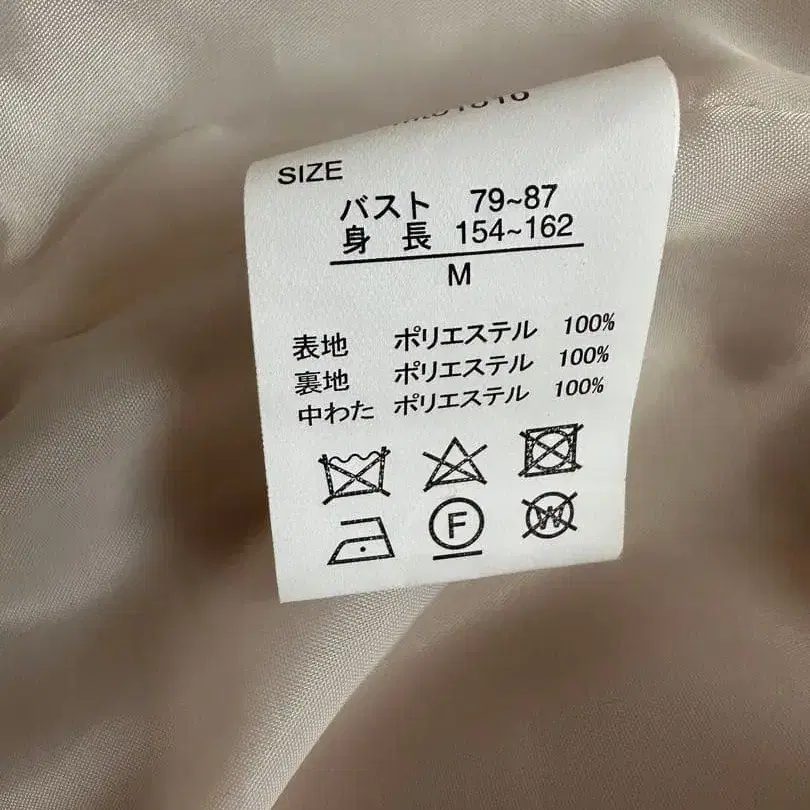 SIZE
バスト 79~87
身 長 154~162
M
表地 ポリエステル 100%
裏地 ポリエステル 100%
中わた ポリエステル 100%
F
W